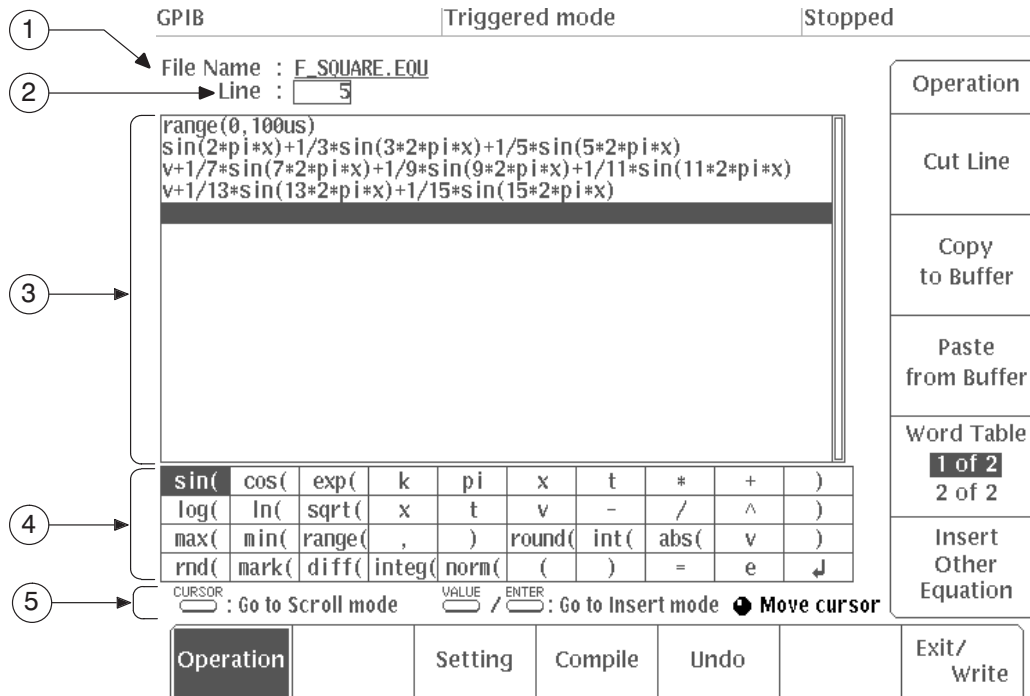 GPIB Triggered mode Stopped
1
File Name : F_SQUARE.EQU
2
Line : 5
3
range(0,100us)
sin(2*pi*x)+1/3*sin(3*2*pi*x)+1/5*sin(5*2*pi*x)
v+1/7*sin(7*2*pi*x)+1/9*sin(9*2*pi*x)+1/11*sin(11*2*pi*x)
v+1/13*sin(13*2*pi*x)+1/15*sin(15*2*pi*x)
4
sin( cos( exp( k pi x t * + )
log( ln( sqrt( x t v - / ^ )
max( min( range( , ) round( int( abs( v )
rnd( mark( diff( integ( norm( ( ) = e ↲
5
CURSOR : Go to Scroll mode VALUE / ENTER : Go to Insert mode Move cursor
Operation
Cut Line
Copy
to Buffer
Paste
from Buffer
Word Table
1 of 2
2 of 2
Insert
Other
Equation
Operation Setting Compile Undo Exit/
Write